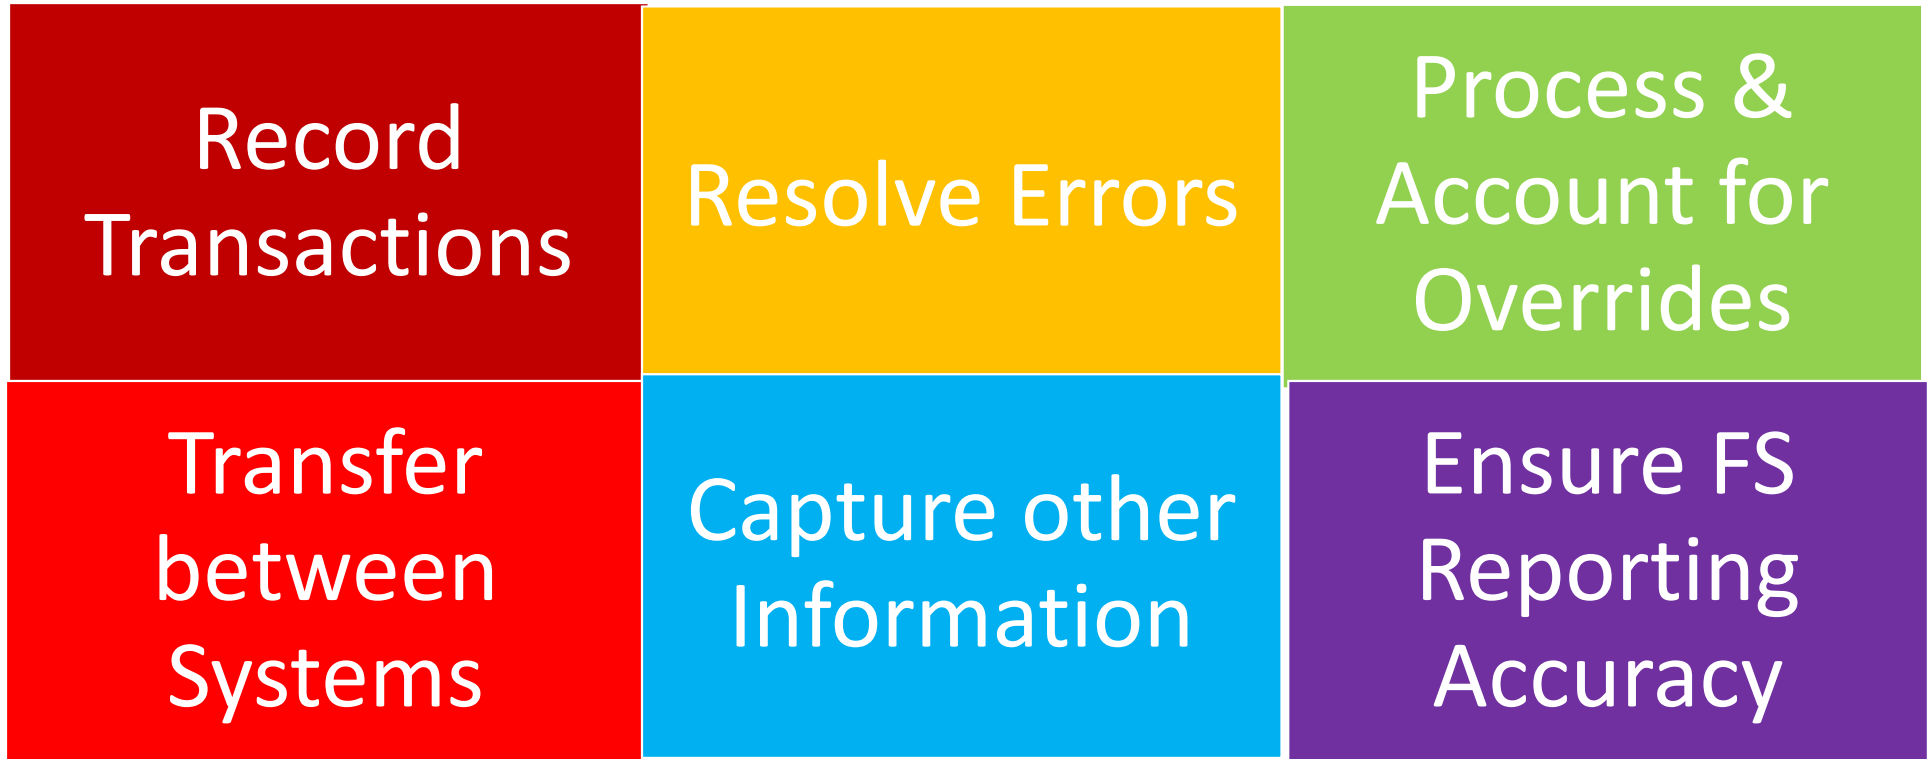 Record
Transactions
Resolve Errors
Process &
Account for
Overrides
Transfer
between
Systems
Capture other
Information
Ensure FS
Reporting
Accuracy